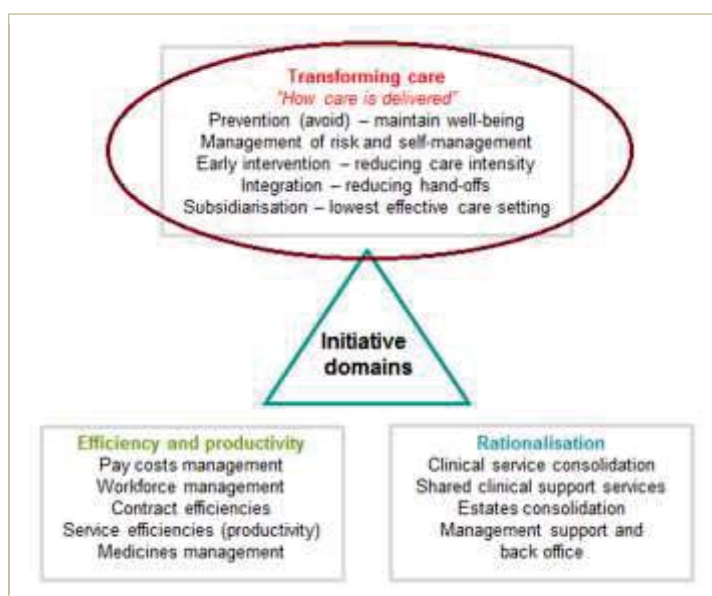 Transforming care
"How care is delivered"
Prevention (avoid) – maintain well-being
Management of risk and self-management
Early intervention – reducing care intensity
Integration – reducing hand-offs
Subsidiarisation – lowest effective care setting
Initiative
domains
Efficiency and productivity
Pay costs management
Workforce management
Contract efficiencies
Service efficiencies (productivity)
Medicines management
Rationalisation
Clinical service consolidation
Shared clinical support services
Estates consolidation
Management support and
back office